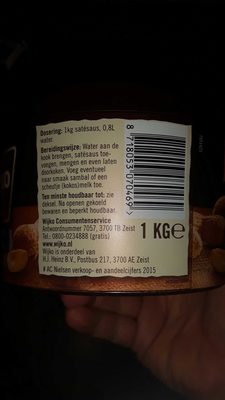 Dosering: 1kg satésaus, 0,8L
water.
Bereidingswijze: Water aan de
kook brengen, satésaus toe-
voegen, mengen en even laten
doorkoken. Voeg eventueel
naar smaak sambal of een
scheutje (kokos)melk toe.
Ten minste houdbaar tot: zie
deksel. Na openen gekoeld
bewaren en beperkt houdbaar.
Wijko Consumentenservice
Antwoordnummer 7057, 3700 TB Zeist
Tel.: 0800-0234888 (gratis)
www.wijko.nl
Wijko is onderdeel van
H.J. Heinz B.V., Postbus 217, 3700 AE Zeist
# AC Nielsen verkoop- en aandeelcijfers 2015
8 718053 070469 >
1 KG℮